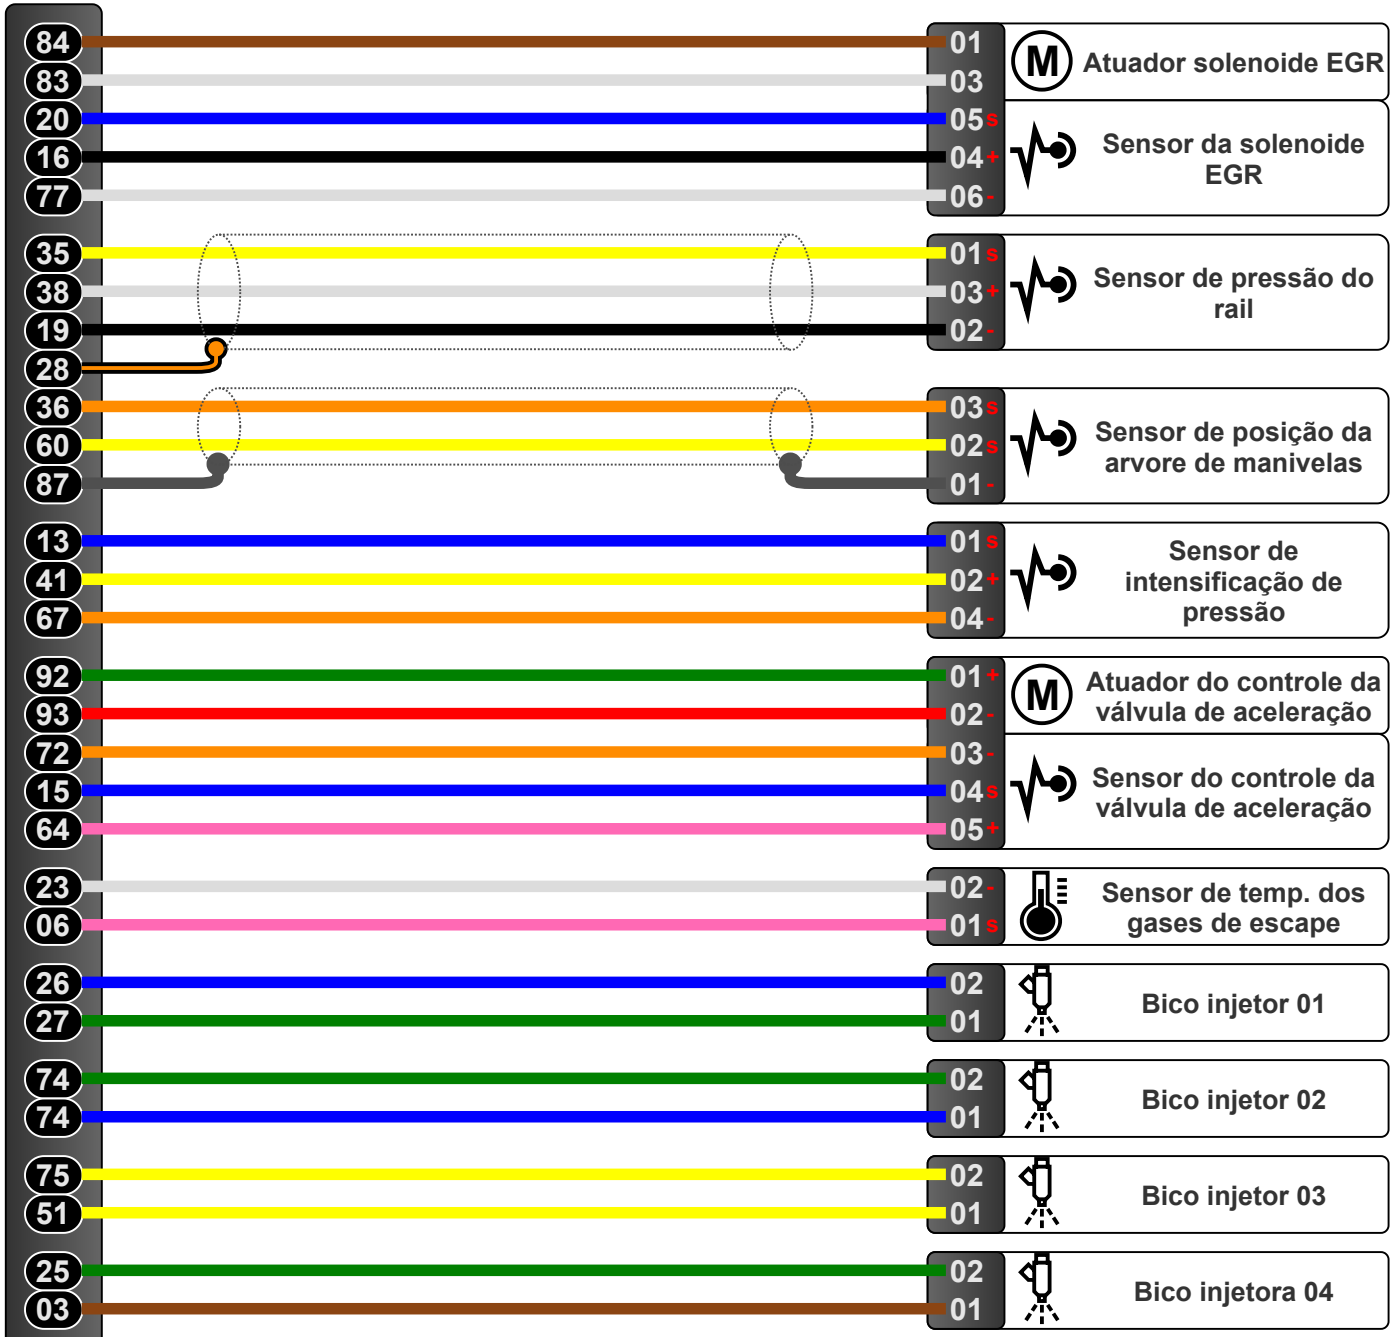 84 01
83 03
M Atuador solenoide EGR
20 05 s
16 04 +
77 06 -
Sensor da solenoide
EGR
35 01 s
38 03 +
19 02 -
28
Sensor de pressão do
rail
36 03 s
60 02 s
87 01 -
Sensor de posição da
arvore de manivelas
13 01 s
41 02 +
67 04 -
Sensor de
intensificação de
pressão
92 01 +
93 02 -
M Atuador do controle da
válvula de aceleração
72 03 -
15 04 s
64 05 +
Sensor do controle da
válvula de aceleração
23 02 -
06 01 s
Sensor de temp. dos
gases de escape
26 02
27 01
Bico injetor 01
74 02
74 01
Bico injetor 02
75 02
51 01
Bico injetor 03
25 02
03 01
Bico injetora 04